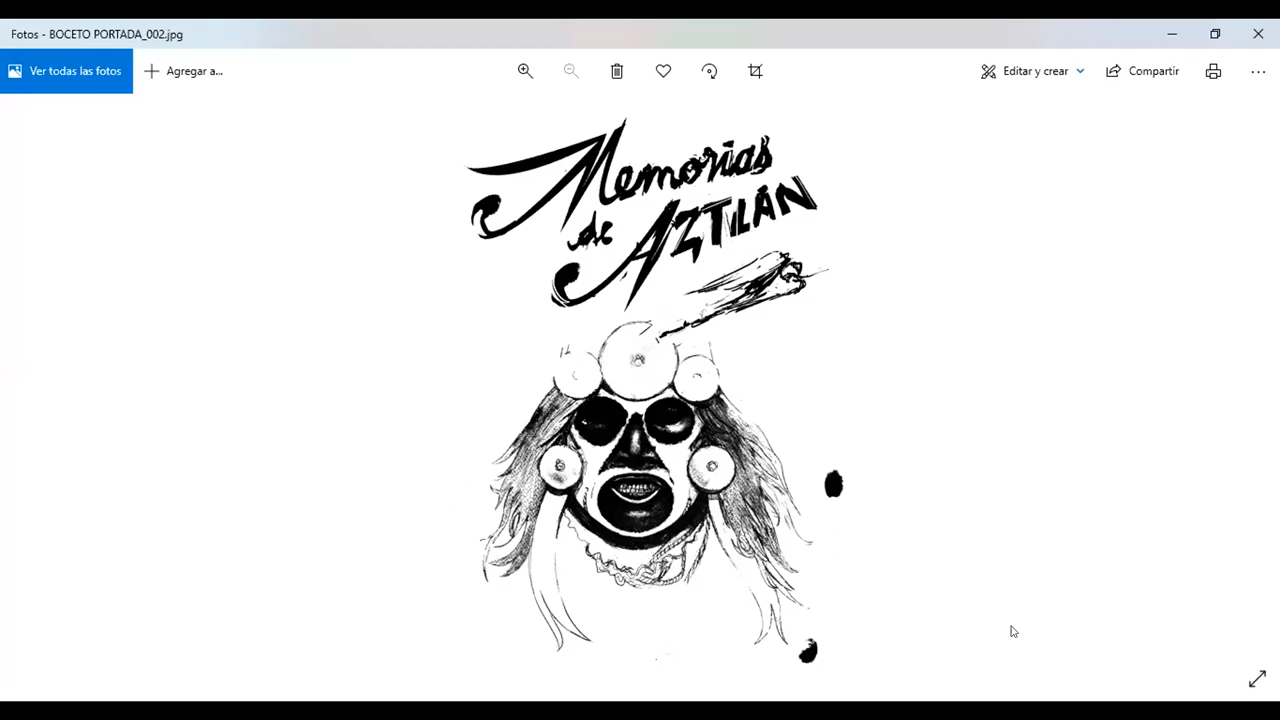 Fotos - BOCETO PORTADA_002.jpg
Ver todas las fotos
Agregar a...
Editar y crear
Compartir
Memorias
de AZTLÁN